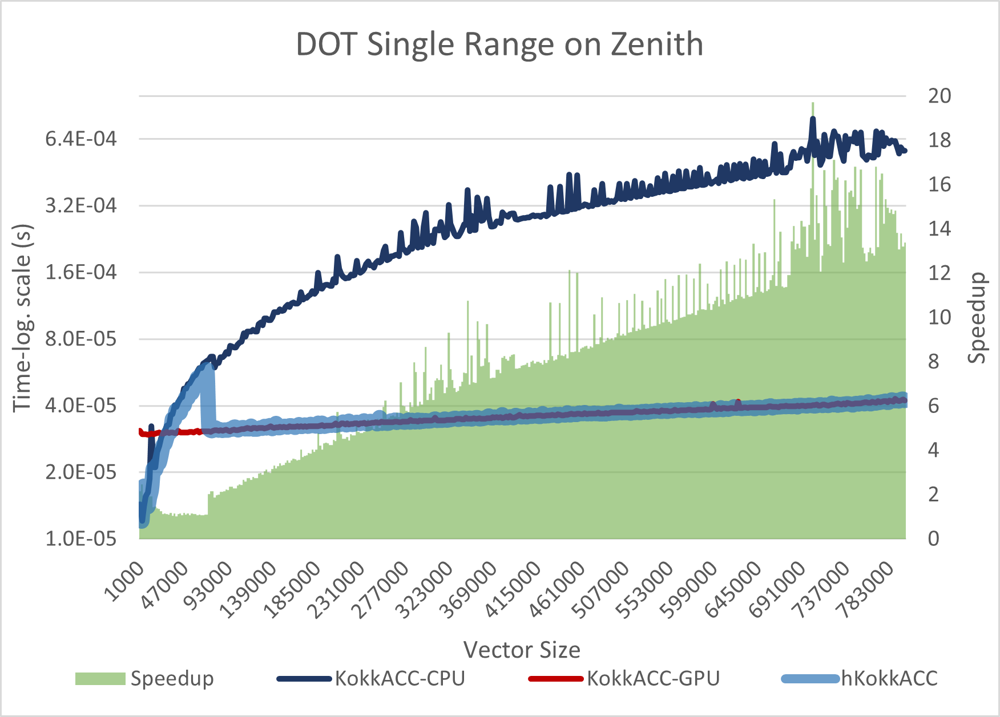 DOT Single Range on Zenith
Time-log. scale (s)
6.4E-04
3.2E-04
1.6E-04
8.0E-05
4.0E-05
2.0E-05
1.0E-05
20
18
16
14
12
10
8
6
4
2
0
Speedup
1000
47000
93000
139000
185000
231000
277000
323000
369000
415000
461000
507000
553000
599000
645000
691000
737000
783000
Vector Size
Speedup KokkACC-CPU KokkACC-GPU hKokkACC